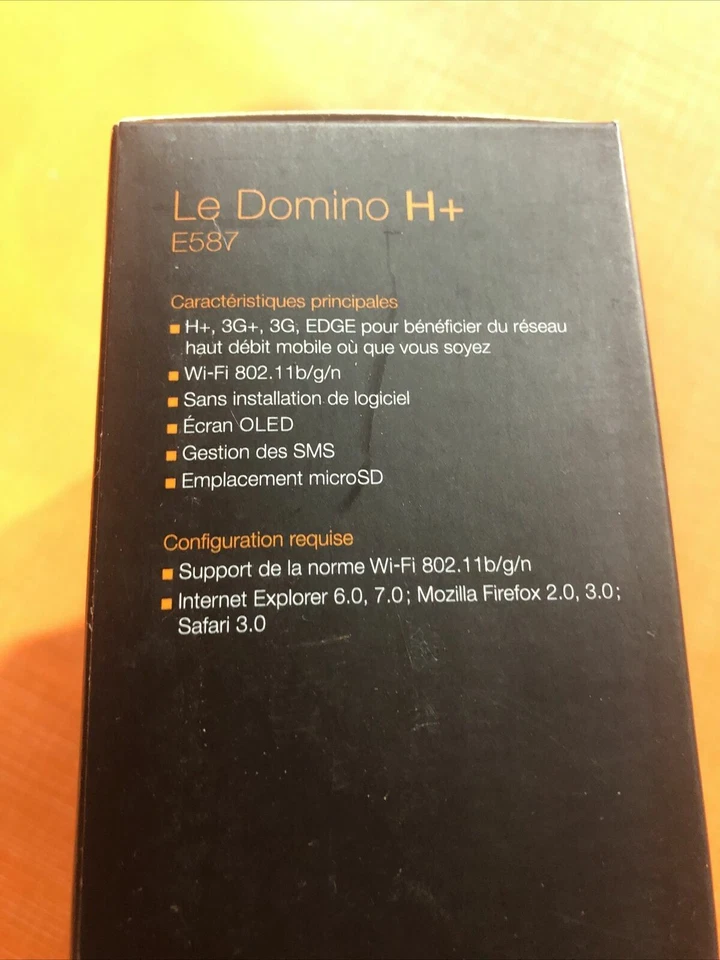 Le Domino H+
E587
Caractéristiques principales
H+, 3G+, 3G, EDGE pour bénéficier du réseau
haut débit mobile où que vous soyez
Wi-Fi 802.11b/g/n
Sans installation de logiciel
Écran OLED
Gestion des SMS
Emplacement microSD
Configuration requise
Support de la norme Wi-Fi 802.11b/g/n
Internet Explorer 6.0, 7.0; Mozilla Firefox 2.0, 3.0;
Safari 3.0